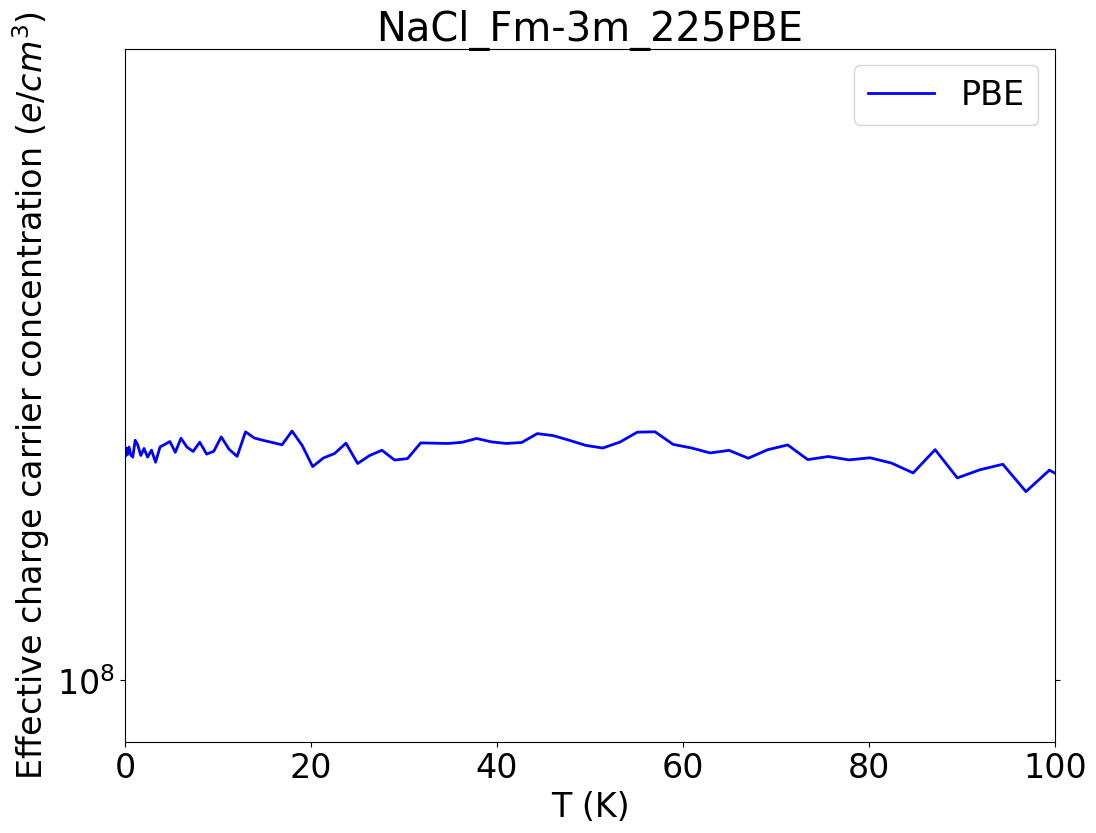 NaCl_Fm-3m_225PBE
PBE
Effective charge carrier concentration (e/cm³)
10⁸
0 20 40 60 80 100
T (K)